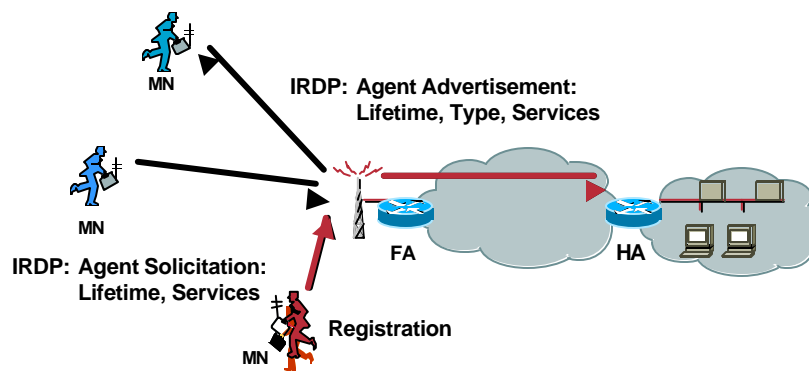 MN
IRDP: Agent Advertisement:
Lifetime, Type, Services
MN
FA
HA
IRDP: Agent Solicitation:
Lifetime, Services
Registration
MN